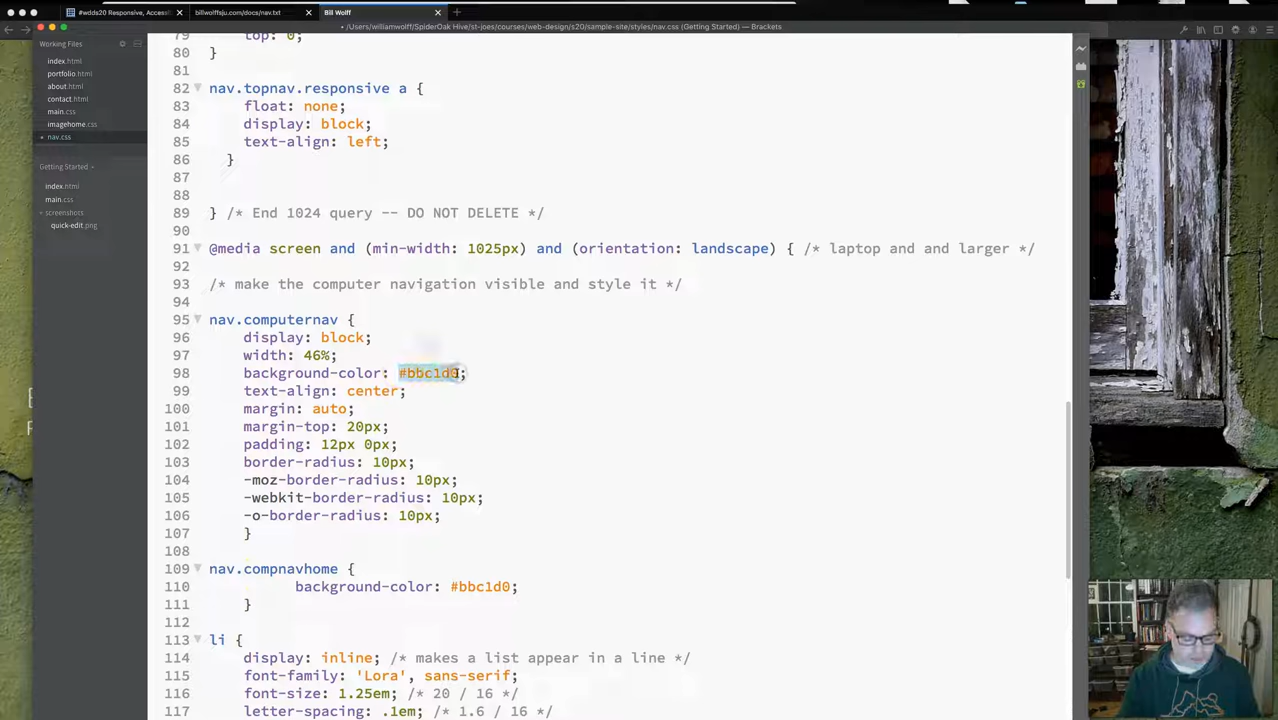 #wdds20 Responsive, Accessi
billwolffsju.com/docs/nav.txt
Bill Wolff
/Users/williamwolff/SpiderOak Hive/st-joes/courses/web-design/s20/sample-site/styles/nav.css (Getting Started) — Brackets
Working Files
index.html
portfolio.html
about.html
contact.html
main.css
imagehome.css
nav.css
Getting Started
index.html
main.css
screenshots
quick-edit.png
79 top: 0;
80 }
81
82 nav.topnav.responsive a {
83 float: none;
84 display: block;
85 text-align: left;
86 }
87
88
89 } /* End 1024 query -- DO NOT DELETE */
90
91 @media screen and (min-width: 1025px) and (orientation: landscape) { /* laptop and and larger */
92
93 /* make the computer navigation visible and style it */
94
95 nav.computernav {
96 display: block;
97 width: 46%;
98 background-color: #bbc1d0;
99 text-align: center;
100 margin: auto;
101 margin-top: 20px;
102 padding: 12px 0px;
103 border-radius: 10px;
104 -moz-border-radius: 10px;
105 -webkit-border-radius: 10px;
106 -o-border-radius: 10px;
107 }
108
109 nav.compnavhome {
110 background-color: #bbc1d0;
111 }
112
113 li {
114 display: inline; /* makes a list appear in a line */
115 font-family: 'Lora', sans-serif;
116 font-size: 1.25em; /* 20 / 16 */
117 letter-spacing: .1em; /* 1.6 / 16 */